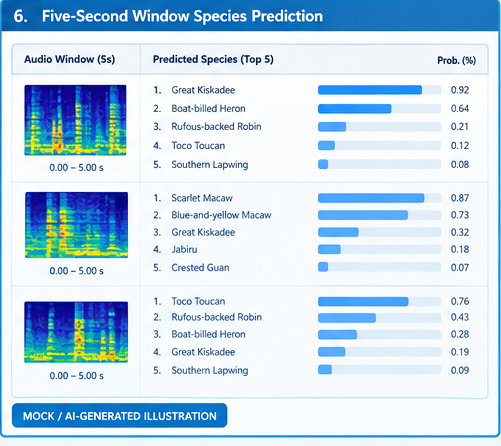 6. Five-Second Window Species Prediction
Audio Window (5s) Predicted Species (Top 5) Prob. (%)
1. Great Kiskadee 0.92
2. Boat-billed Heron 0.64
3. Rufous-backed Robin 0.21
4. Toco Toucan 0.12
5. Southern Lapwing 0.08
0.00 – 5.00 s
1. Scarlet Macaw 0.87
2. Blue-and-yellow Macaw 0.73
3. Great Kiskadee 0.32
4. Jabiru 0.18
5. Crested Guan 0.07
0.00 – 5.00 s
1. Toco Toucan 0.76
2. Rufous-backed Robin 0.43
3. Boat-billed Heron 0.28
4. Great Kiskadee 0.19
5. Southern Lapwing 0.09
0.00 – 5.00 s
MOCK / AI-GENERATED ILLUSTRATION